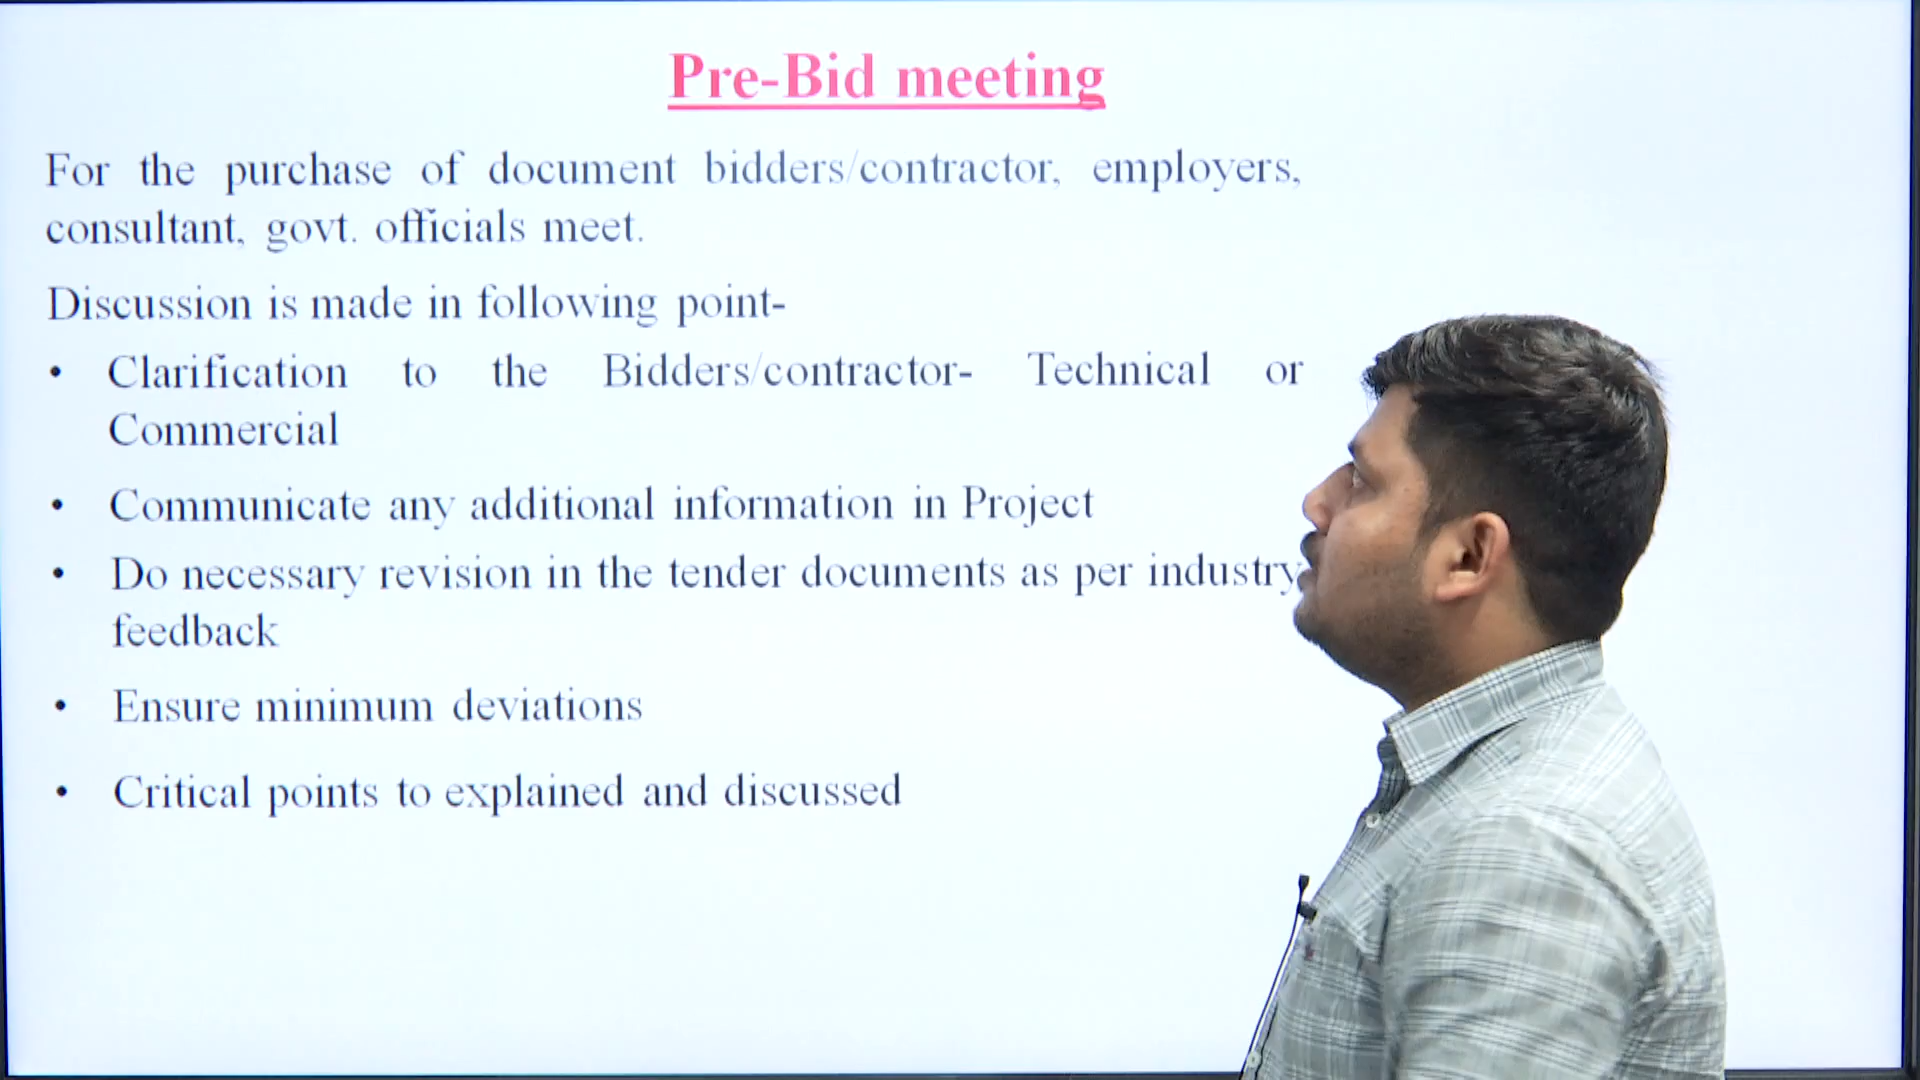 Pre-Bid meeting
For the purchase of document bidders/contractor, employers,
consultant, govt. officials meet.
Discussion is made in following point-
• Clarification to the Bidders/contractor- Technical or
Commercial
• Communicate any additional information in Project
• Do necessary revision in the tender documents as per industry
feedback
• Ensure minimum deviations
• Critical points to explained and discussed